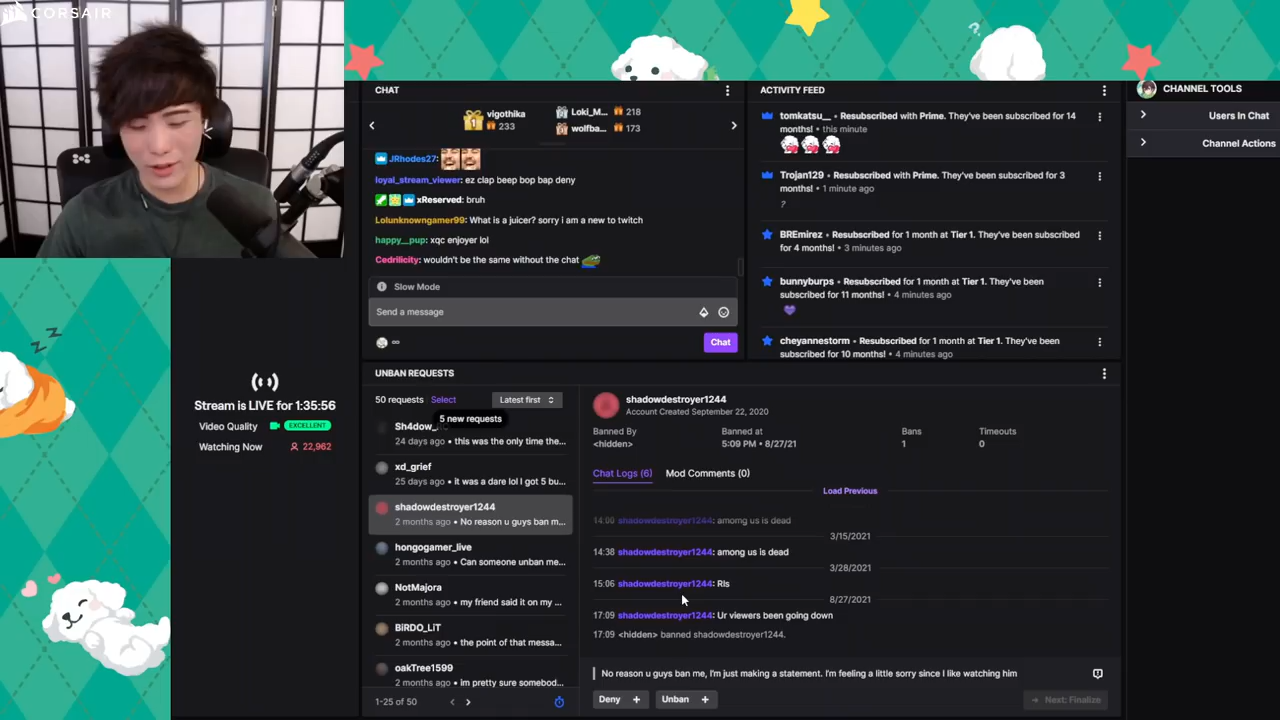 CORSAIR
CHAT
vigothika
233
Loki_M... 218
wolfba... 173
JRhodes27:
loyal_stream_viewer: ez clap beep bop bap deny
xReserved: bruh
Lolunknowngamer99: What is a juicer? sorry i am a new to twitch
happy__pup: xqc enjoyer lol
Cedrilicity: wouldn't be the same without the chat
Slow Mode
Send a message
Chat
ACTIVITY FEED
tomkatsu__ • Resubscribed with Prime. They've been subscribed for 14
months! • this minute
Trojan129 • Resubscribed with Prime. They've been subscribed for 3
months! • 1 minute ago
?
BREmirez • Resubscribed for 1 month at Tier 1. They've been subscribed
for 4 months! • 3 minutes ago
bunnyburps • Resubscribed for 1 month at Tier 1. They've been
subscribed for 11 months! • 4 minutes ago
cheyannestorm • Resubscribed for 1 month at Tier 1. They've been
subscribed for 10 months! • 4 minutes ago
CHANNEL TOOLS
Users In Chat
Channel Actions
Stream is LIVE for 1:35:56
Video Quality EXCELLENT
Watching Now 22,962
UNBAN REQUESTS
50 requests Select Latest first
5 new requests
Sh4dow_
24 days ago • this was the only time the...
xd_grief
25 days ago • it was a dare lol I got 5 bu...
shadowdestroyer1244
2 months ago • No reason u guys ban m...
hongogamer_live
2 months ago • Can someone unban me...
NotMajora
2 months ago • my friend said it on my ...
BiRDO_LiT
2 months ago • the point of that messa...
oakTree1599
2 months ago • im pretty sure somebod...
1-25 of 50
shadowdestroyer1244
Account Created September 22, 2020
Banned By Banned at Bans Timeouts
<hidden> 5:09 PM • 8/27/21 1 0
Chat Logs (6) Mod Comments (0)
Load Previous
14:00 shadowdestroyer1244: amomg us is dead
3/15/2021
14:38 shadowdestroyer1244: among us is dead
3/28/2021
15:06 shadowdestroyer1244: Rls
8/27/2021
17:09 shadowdestroyer1244: Ur viewers been going down
17:09 <hidden> banned shadowdestroyer1244.
No reason u guys ban me, I'm just making a statement. I'm feeling a little sorry since I like watching him
Deny + Unban + Next: Finalize